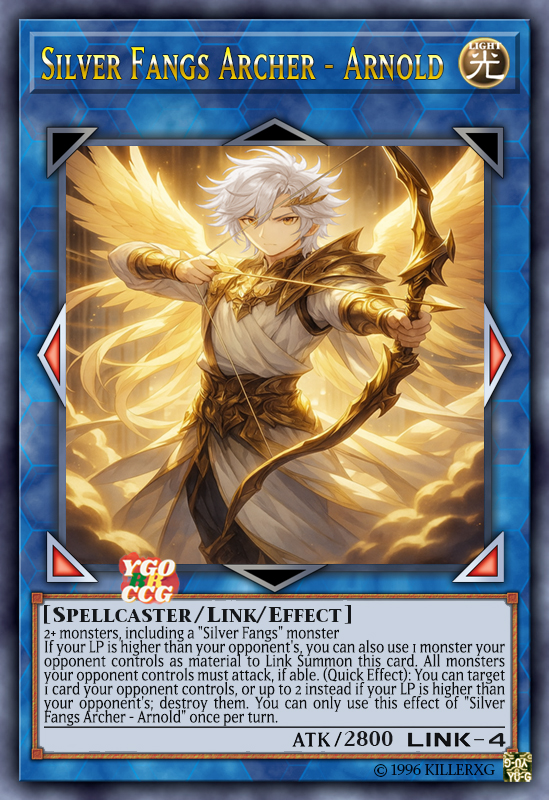 Silver Fangs Archer - Arnold
LIGHT
光
YGO
BR
CCG
[Spellcaster/Link/Effect]
2+ monsters, including a "Silver Fangs" monster
If your LP is higher than your opponent's, you can also use 1 monster your
opponent controls as material to Link Summon this card. All monsters
your opponent controls must attack, if able. (Quick Effect): You can target
1 card your opponent controls, or up to 2 instead if your LP is higher than
your opponent's; destroy them. You can only use this effect of "Silver
Fangs Archer - Arnold" once per turn.
ATK/2800 LINK-4
© 1996 KILLERXG